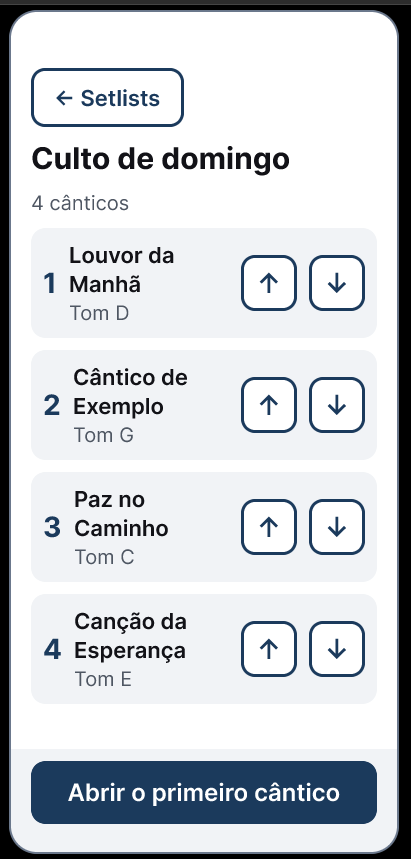 ← Setlists
Culto de domingo
4 cânticos
1
Louvor da
Manhã
Tom D
↑ ↓
2
Cântico de
Exemplo
Tom G
↑ ↓
3
Paz no
Caminho
Tom C
↑ ↓
4
Canção da
Esperança
Tom E
↑ ↓
Abrir o primeiro cântico